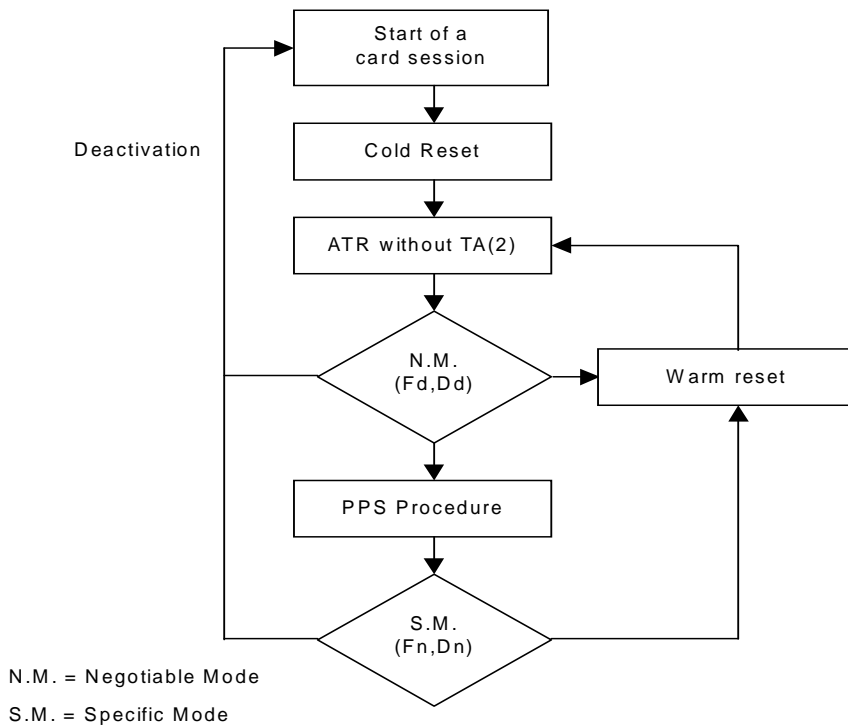 Start of a
card session
Deactivation
Cold Reset
ATR without TA(2)
N.M.
(Fd,Dd)
Warm reset
PPS Procedure
S.M.
(Fn,Dn)
N.M. = Negotiable Mode
S.M. = Specific Mode